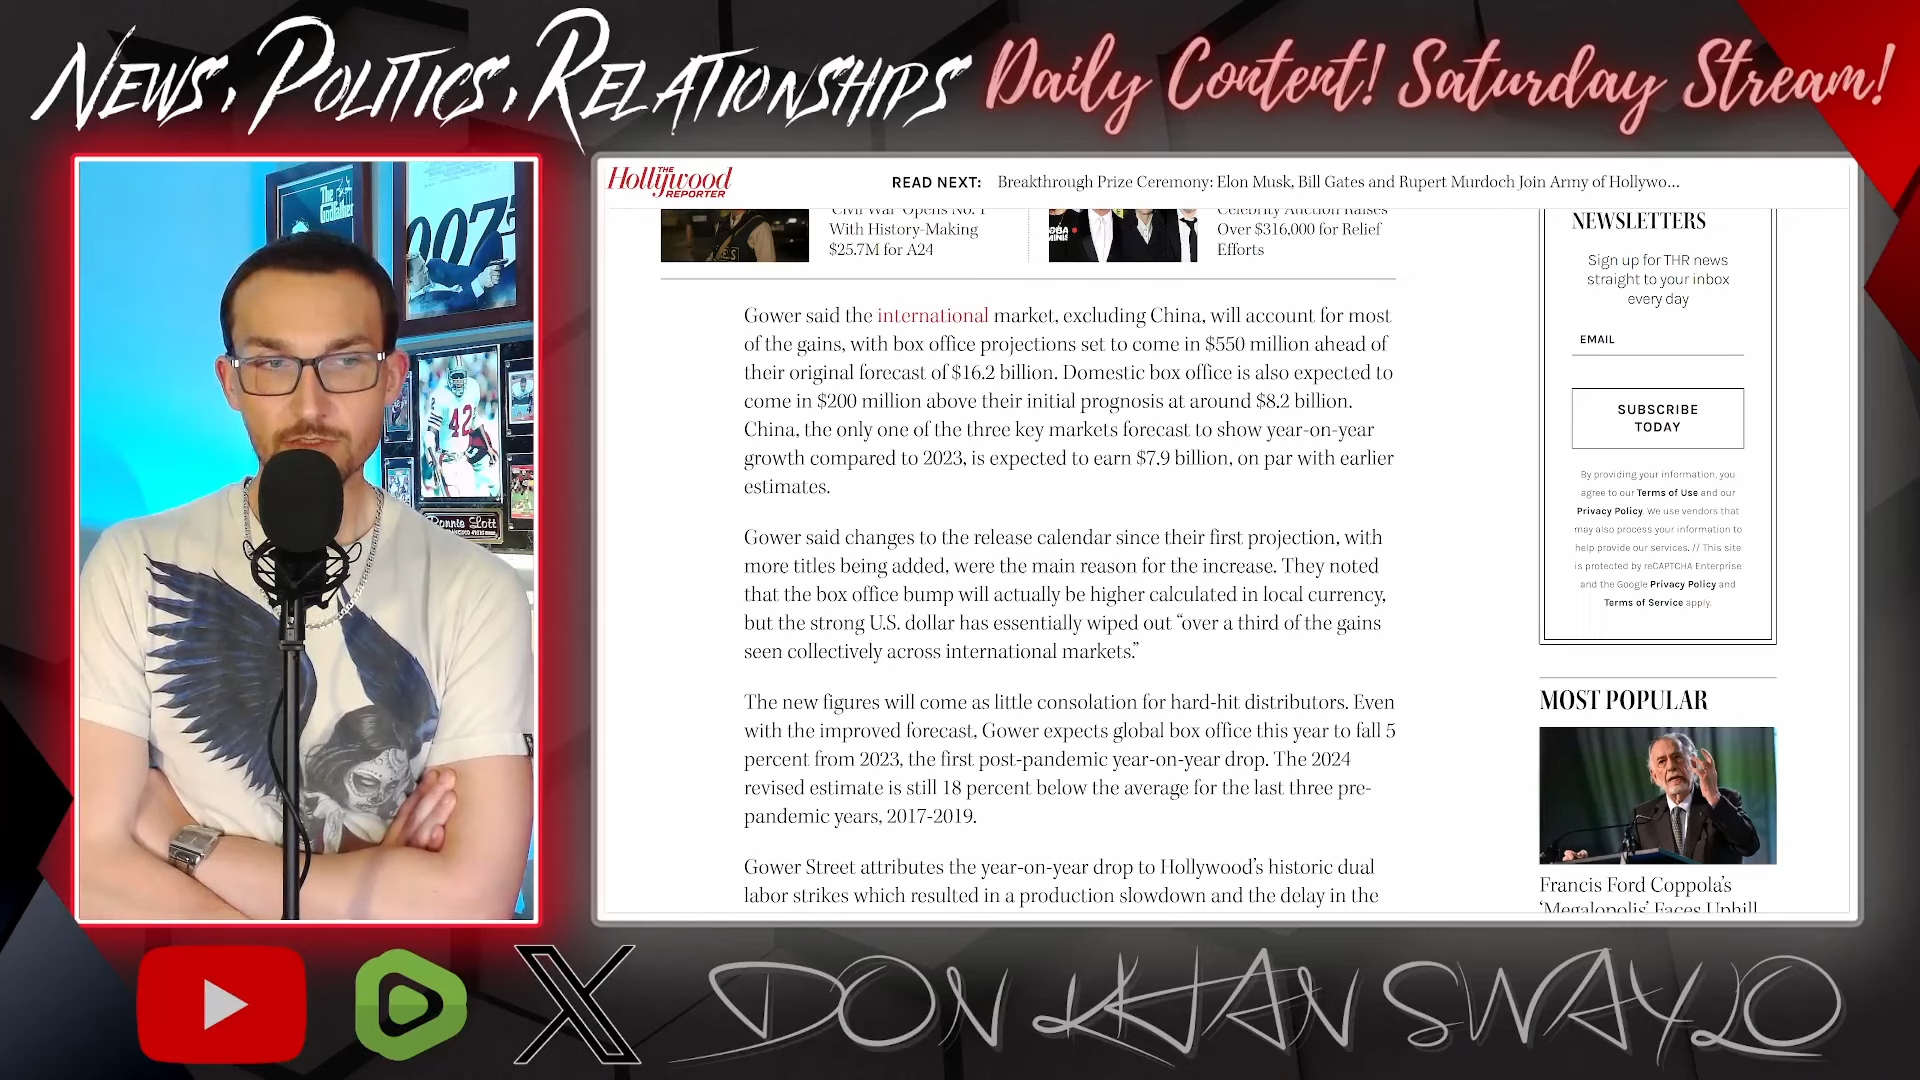 NEWS, POLITICS, RELATIONSHIPS Daily Content! Saturday Stream!
The
Godfather
007
42
Ronnie Lott
THE
Hollywood
REPORTER
READ NEXT: Breakthrough Prize Ceremony: Elon Musk, Bill Gates and Rupert Murdoch Join Army of Hollywo...
'Civil War' Opens No. 1
With History-Making
$25.7M for A24
Celebrity Auction Raises
Over $316,000 for Relief
Efforts
Gower said the international market, excluding China, will account for most
of the gains, with box office projections set to come in $550 million ahead of
their original forecast of $16.2 billion. Domestic box office is also expected to
come in $200 million above their initial prognosis at around $8.2 billion.
China, the only one of the three key markets forecast to show year-on-year
growth compared to 2023, is expected to earn $7.9 billion, on par with earlier
estimates.
Gower said changes to the release calendar since their first projection, with
more titles being added, were the main reason for the increase. They noted
that the box office bump will actually be higher calculated in local currency,
but the strong U.S. dollar has essentially wiped out “over a third of the gains
seen collectively across international markets.”
The new figures will come as little consolation for hard-hit distributors. Even
with the improved forecast, Gower expects global box office this year to fall 5
percent from 2023, the first post-pandemic year-on-year drop. The 2024
revised estimate is still 18 percent below the average for the last three pre-
pandemic years, 2017-2019.
Gower Street attributes the year-on-year drop to Hollywood’s historic dual
labor strikes which resulted in a production slowdown and the delay in the
NEWSLETTERS
Sign up for THR news
straight to your inbox
every day
EMAIL
SUBSCRIBE
TODAY
By providing your information, you
agree to our Terms of Use and our
Privacy Policy. We use vendors that
may also process your information to
help provide our services. // This site
is protected by reCAPTCHA Enterprise
and the Google Privacy Policy and
Terms of Service apply.
MOST POPULAR
Francis Ford Coppola’s
‘Megalopolis’ Faces Uphill
DON KHAN SWAYLO